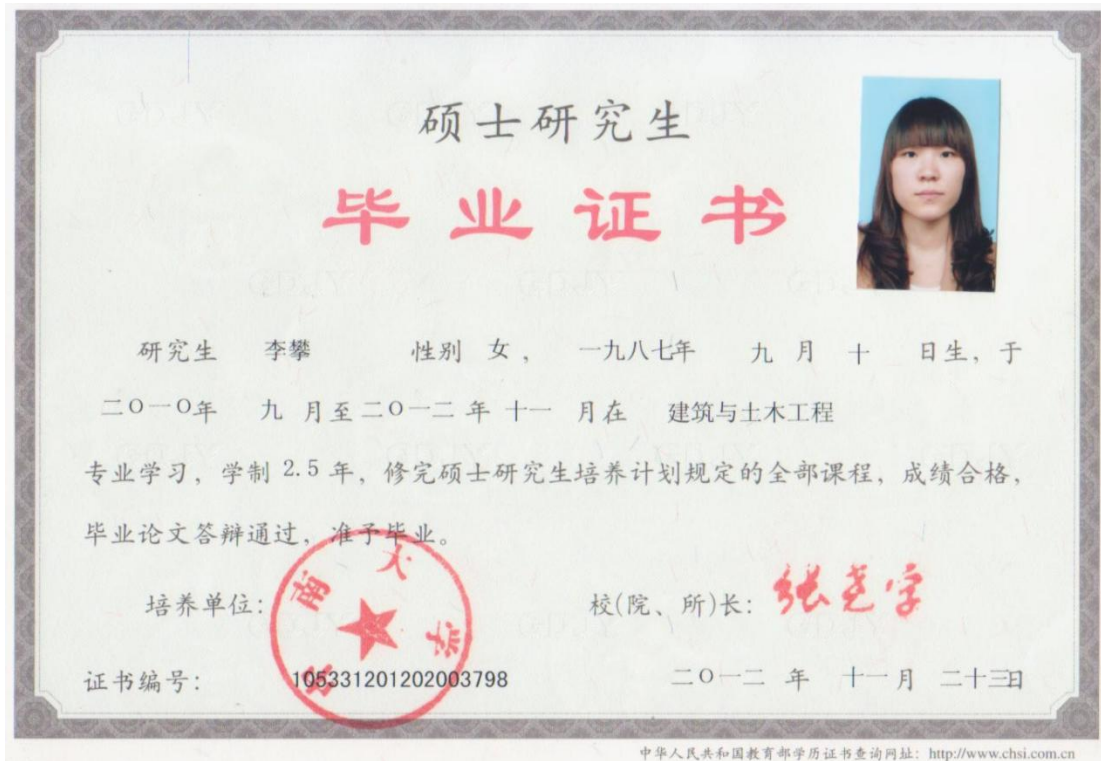 硕士研究生
毕业证书
研究生 李攀 性别 女， 一九八七年 九 月 十 日生，于
二〇一〇年 九 月至二〇一二 年 十一 月在 建筑与土木工程
专业学习，学制 2.5 年，修完硕士研究生培养计划规定的全部课程，成绩合格，
毕业论文答辩通过，准予毕业。
中南大学
培养单位： 校(院、所)长：张尧学
证书编号： 105331201202003798 二〇一二 年 十一月 二十三日
中华人民共和国教育部学历证书查询网址：http://www.chsi.com.cn